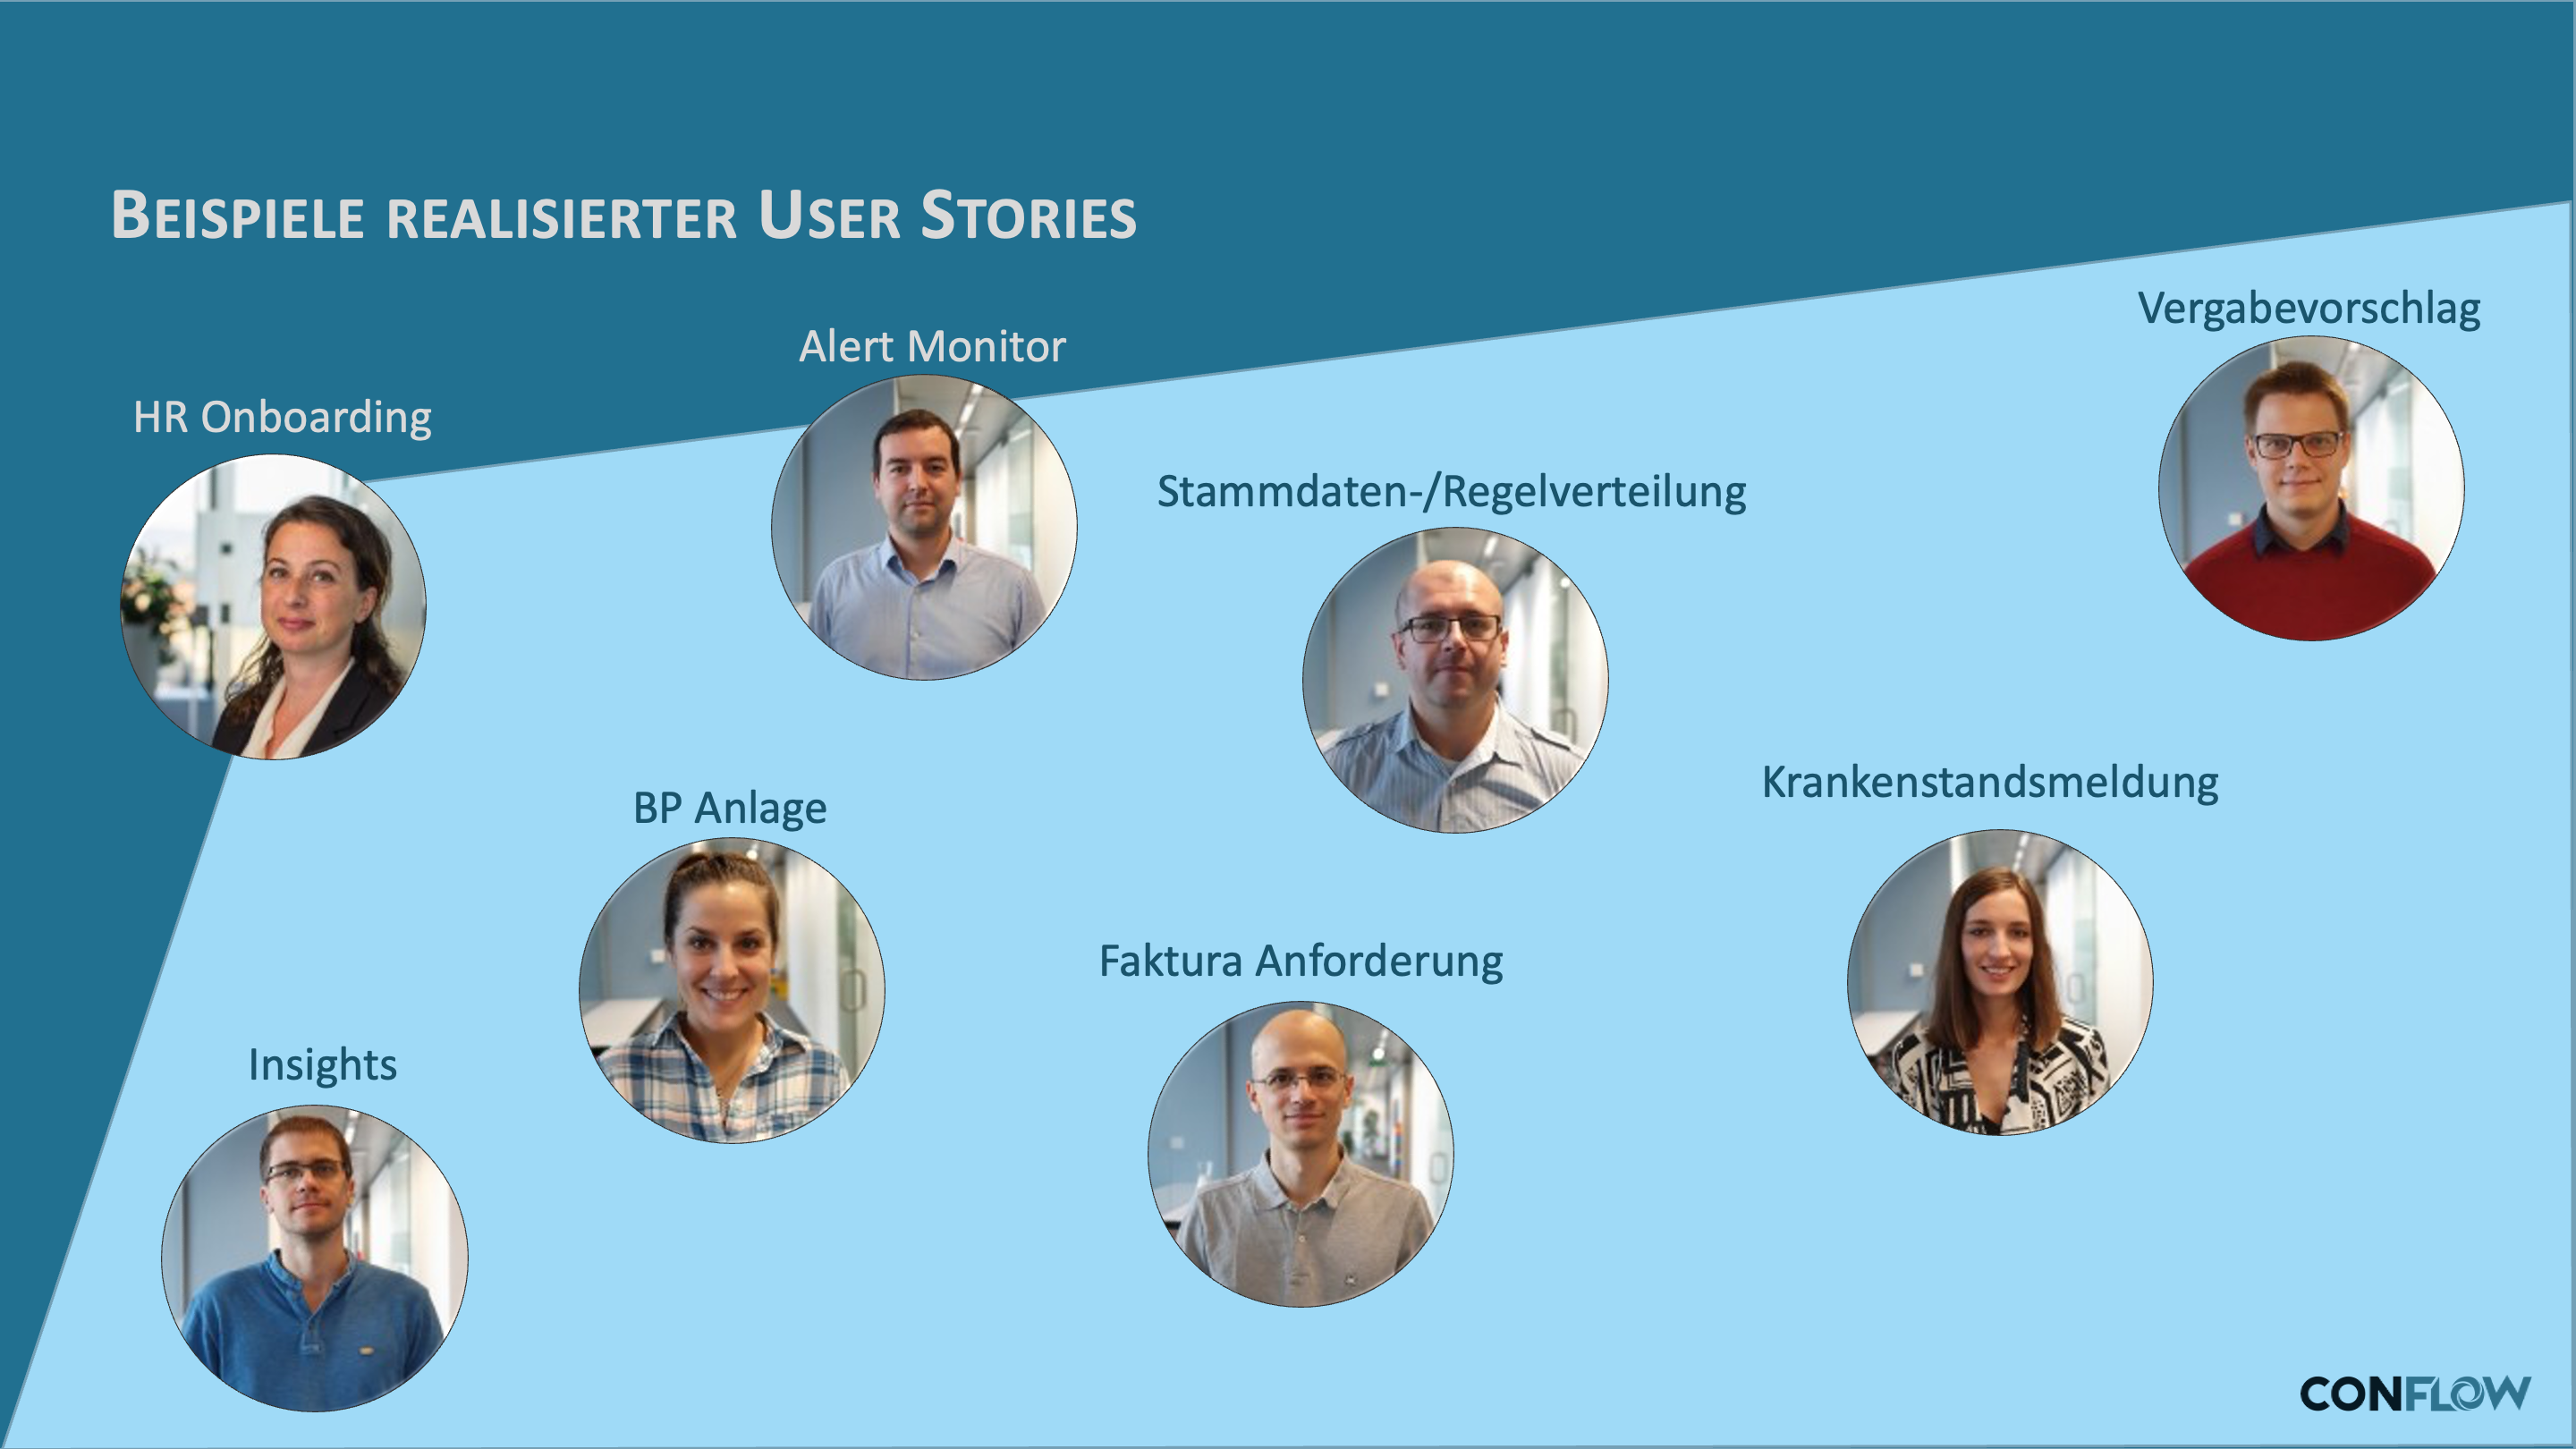 BEISPIELE REALISIERTER USER STORIES
Vergabevorschlag
Alert Monitor
HR Onboarding
Stammdaten-/Regelverteilung
Krankenstandsmeldung
BP Anlage
Faktura Anforderung
Insights
CONFLOW